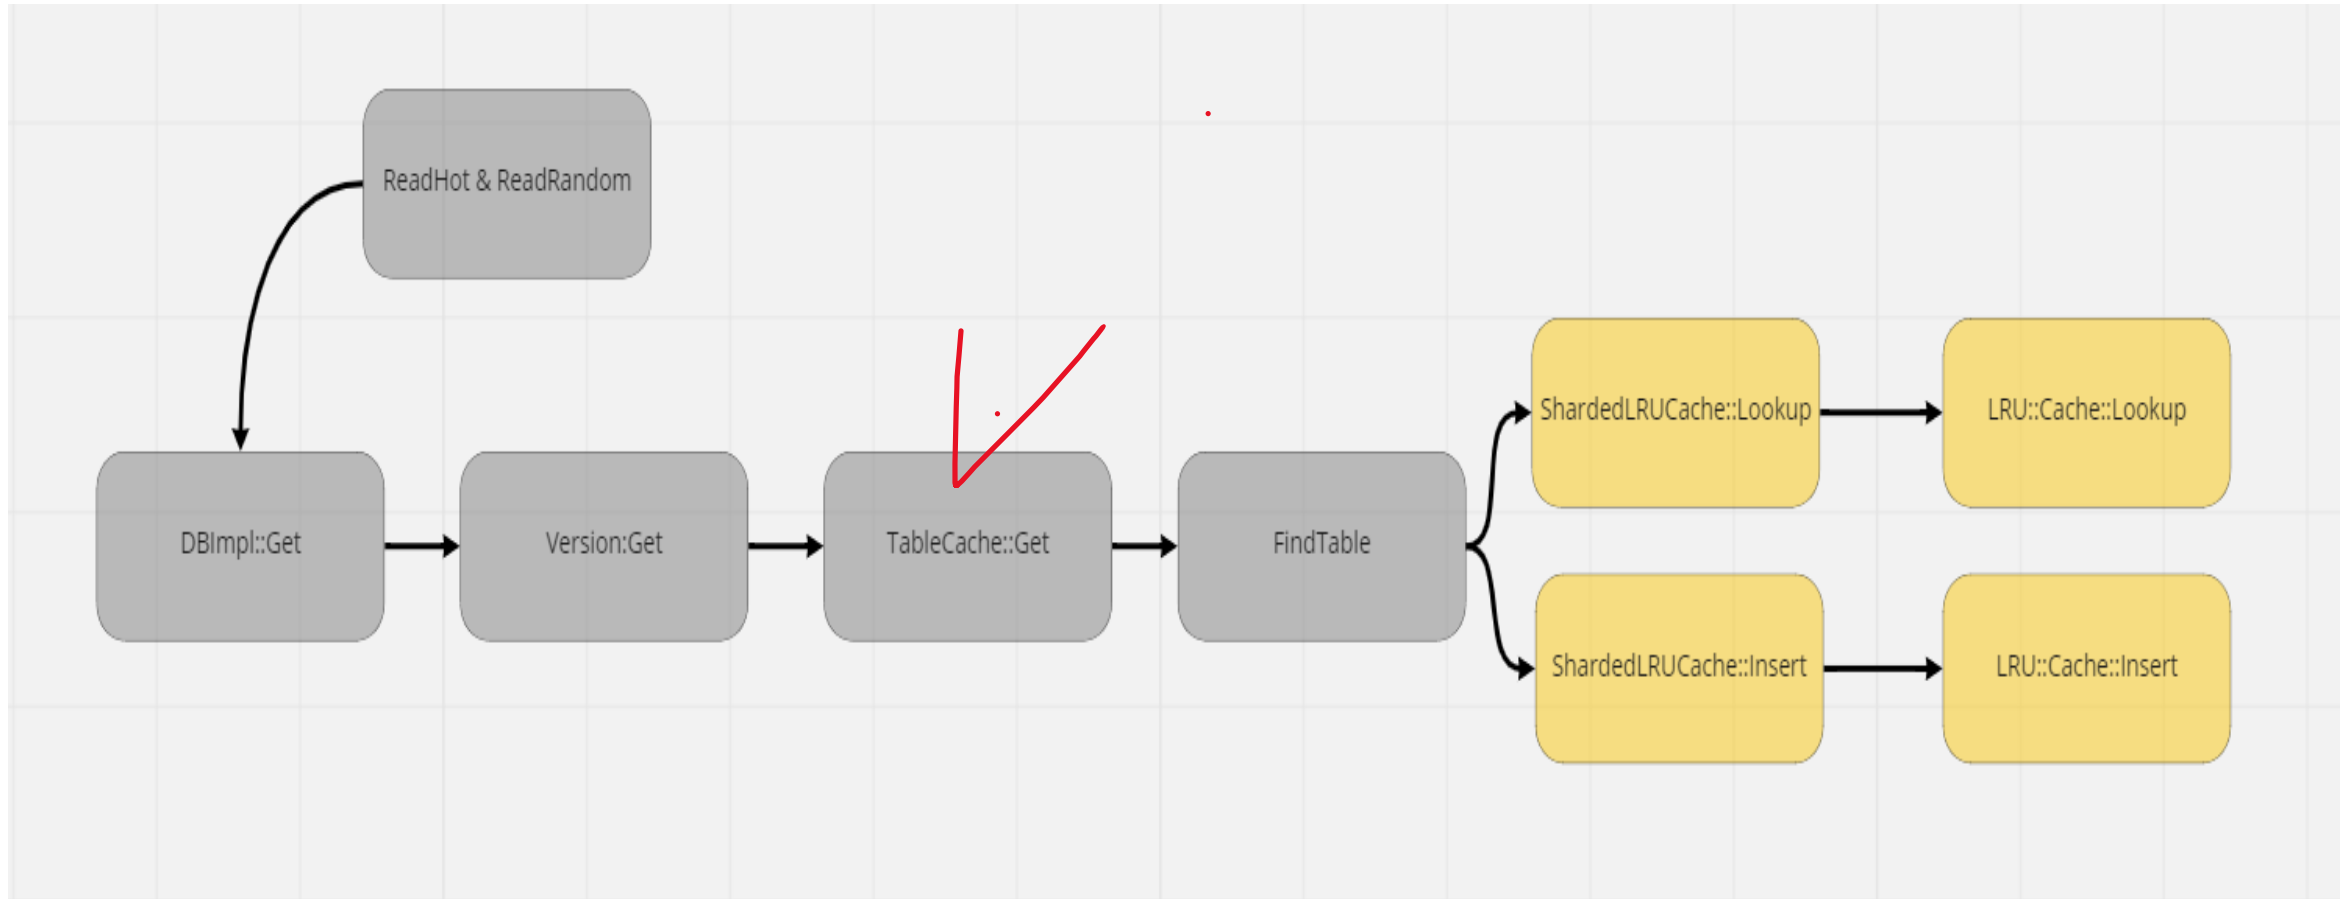 ReadHot & ReadRandom
DBImpl::Get
Version:Get
TableCache::Get
FindTable
ShardedLRUCache::Lookup
LRU::Cache::Lookup
ShardedLRUCache::Insert
LRU::Cache::Insert